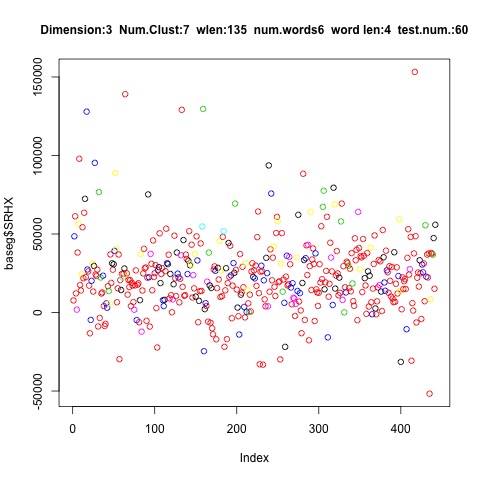 Dimension:3 Num.Clust:7 wlen:135 num.words6 word len:4 test.num.:60
150000
100000
50000
0
-50000
baseg$SRHX
0 100 200 300 400
Index